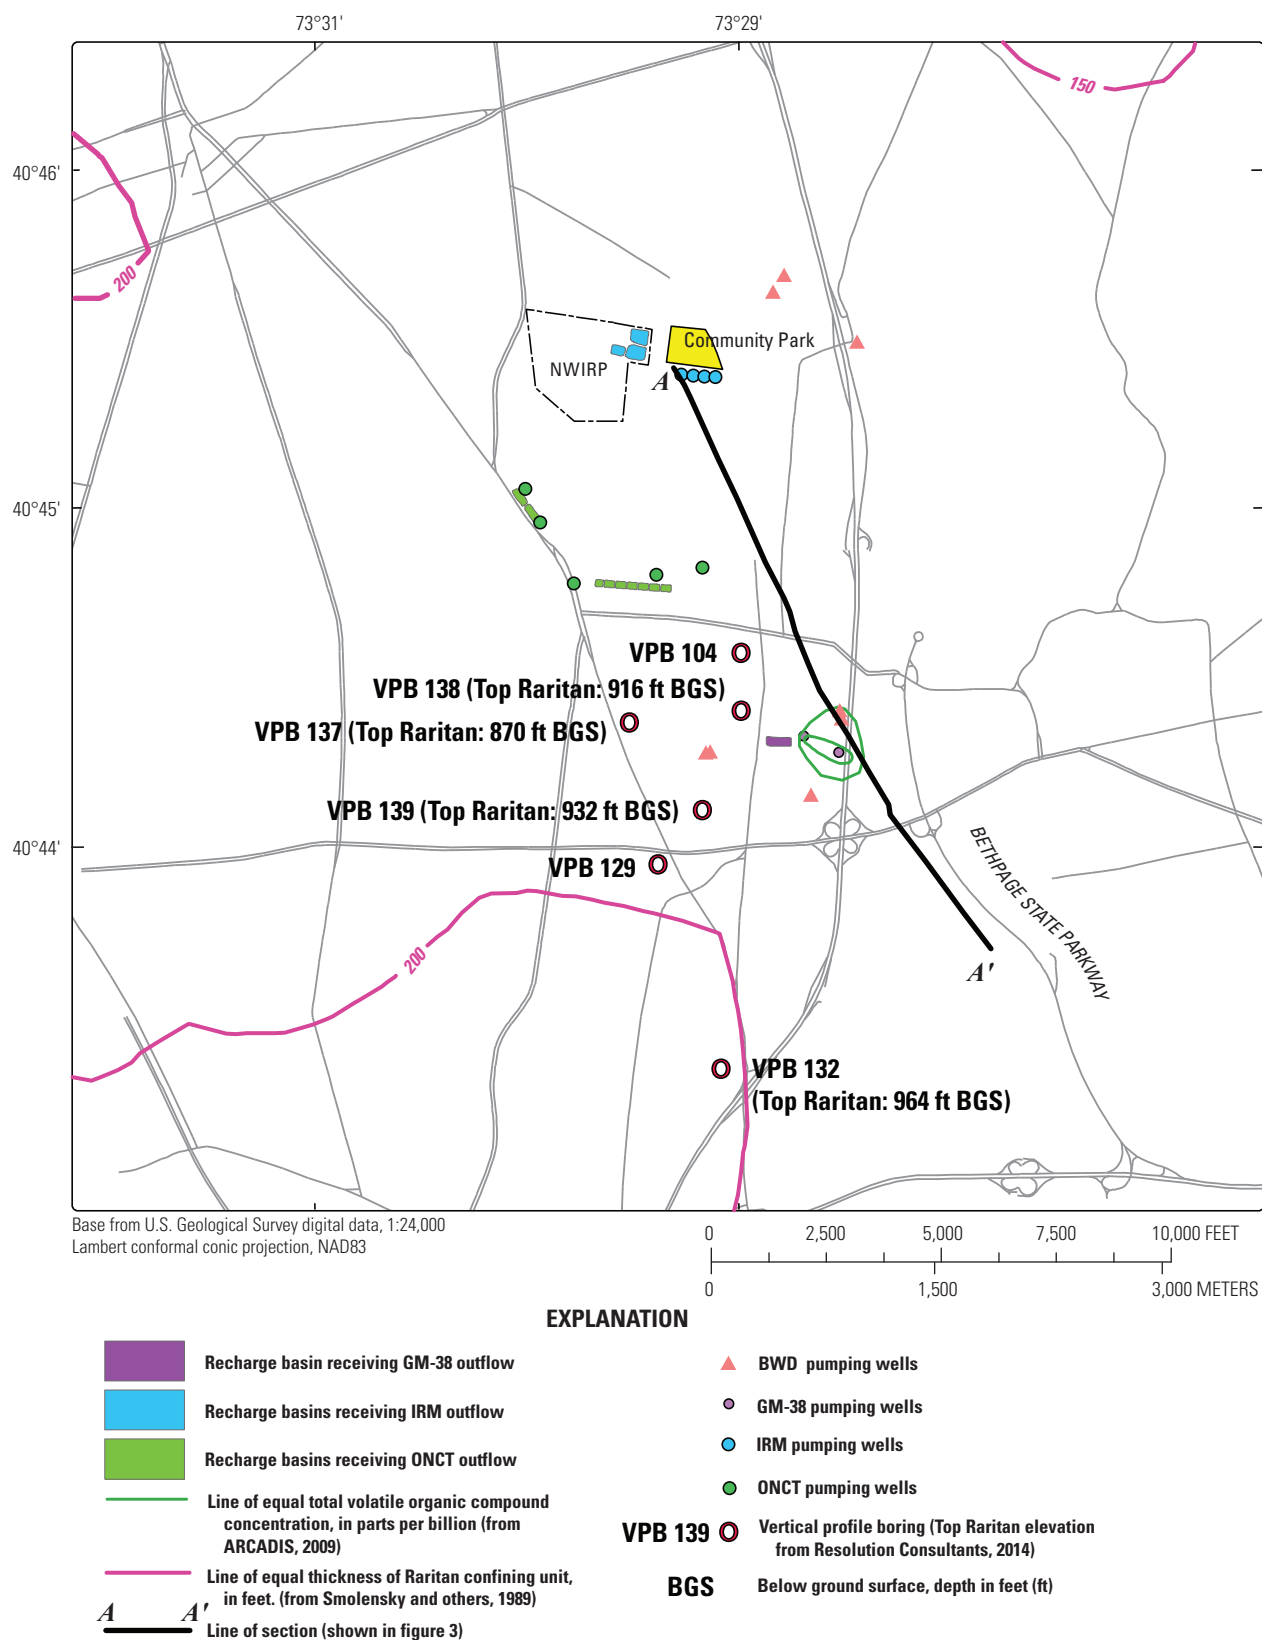 73°31'
73°29'
150
40°46'
200
Community Park
NWIRP
A
40°45'
VPB 104
VPB 138 (Top Raritan: 916 ft BGS)
VPB 137 (Top Raritan: 870 ft BGS)
VPB 139 (Top Raritan: 932 ft BGS)
40°44'
VPB 129
BETHPAGE STATE PARKWAY
200
A'
VPB 132
(Top Raritan: 964 ft BGS)
Base from U.S. Geological Survey digital data, 1:24,000
Lambert conformal conic projection, NAD83
0 2,500 5,000 7,500 10,000 FEET
0 1,500 3,000 METERS
EXPLANATION
Recharge basin receiving GM-38 outflow
Recharge basins receiving IRM outflow
Recharge basins receiving ONCT outflow
Line of equal total volatile organic compound
concentration, in parts per billion (from
ARCADIS, 2009)
Line of equal thickness of Raritan confining unit,
in feet. (from Smolensky and others, 1989)
A A'
Line of section (shown in figure 3)
BWD pumping wells
GM-38 pumping wells
IRM pumping wells
ONCT pumping wells
VPB 139 Vertical profile boring (Top Raritan elevation
from Resolution Consultants, 2014)
BGS Below ground surface, depth in feet (ft)